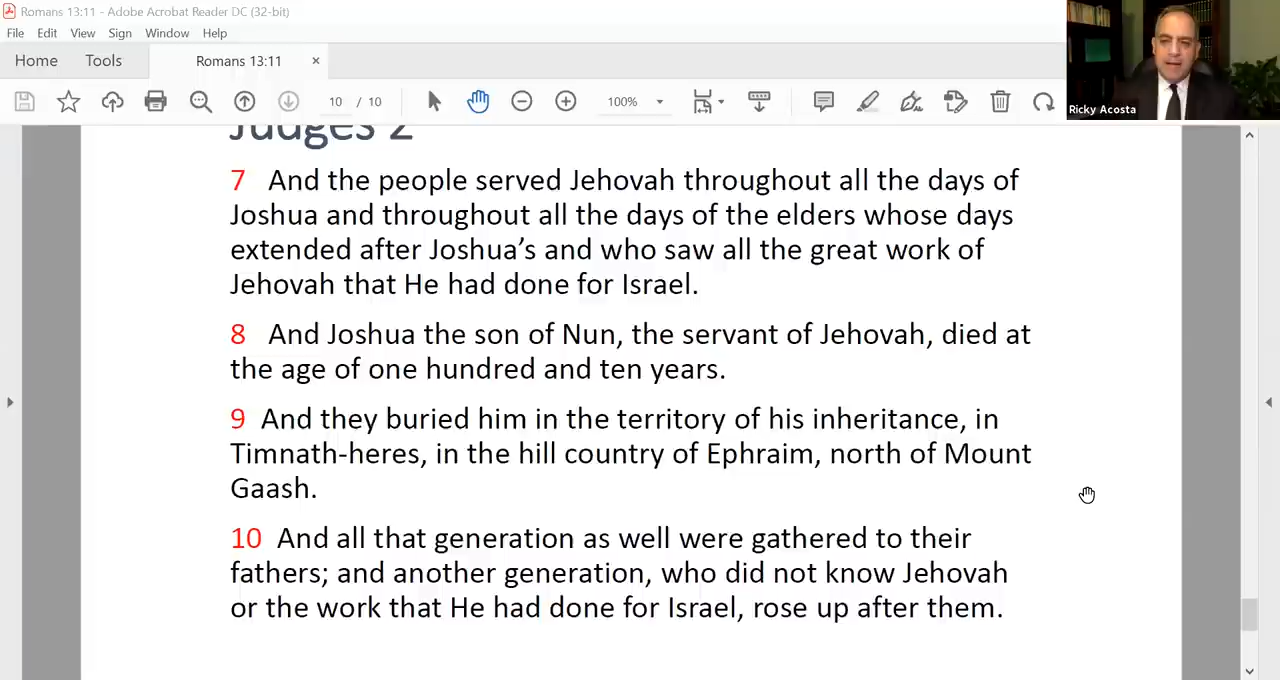 Romans 13:11 - Adobe Acrobat Reader DC (32-bit)
File Edit View Sign Window Help
Home Tools Romans 13:11 ×
10 / 10 100%
Ricky Acosta
Judges 2
7 And the people served Jehovah throughout all the days of
Joshua and throughout all the days of the elders whose days
extended after Joshua’s and who saw all the great work of
Jehovah that He had done for Israel.
8 And Joshua the son of Nun, the servant of Jehovah, died at
the age of one hundred and ten years.
9 And they buried him in the territory of his inheritance, in
Timnath-heres, in the hill country of Ephraim, north of Mount
Gaash.
10 And all that generation as well were gathered to their
fathers; and another generation, who did not know Jehovah
or the work that He had done for Israel, rose up after them.